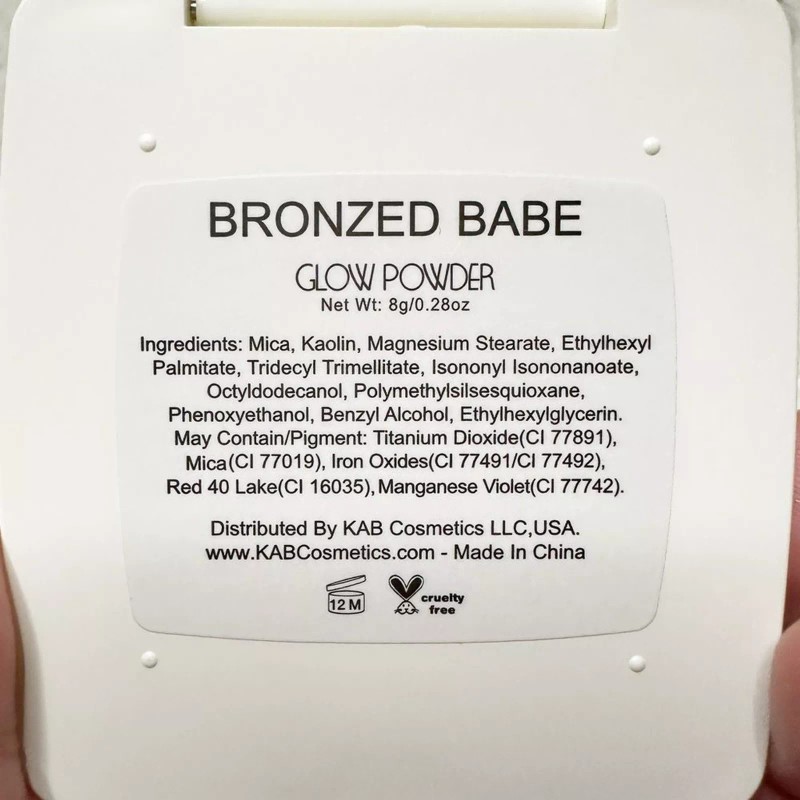 BRONZED BABE
GLOW POWDER
Net Wt: 8g/0.28oz
Ingredients: Mica, Kaolin, Magnesium Stearate, Ethylhexyl
Palmitate, Tridecyl Trimellitate, Isononyl Isononanoate,
Octyldodecanol, Polymethylsilsesquioxane,
Phenoxyethanol, Benzyl Alcohol, Ethylhexylglycerin.
May Contain/Pigment: Titanium Dioxide(CI 77891),
Mica(CI 77019), Iron Oxides(CI 77491/CI 77492),
Red 40 Lake(CI 16035), Manganese Violet(CI 77742).
Distributed By KAB Cosmetics LLC,USA.
www.KABCosmetics.com - Made In China
12 M
cruelty
free